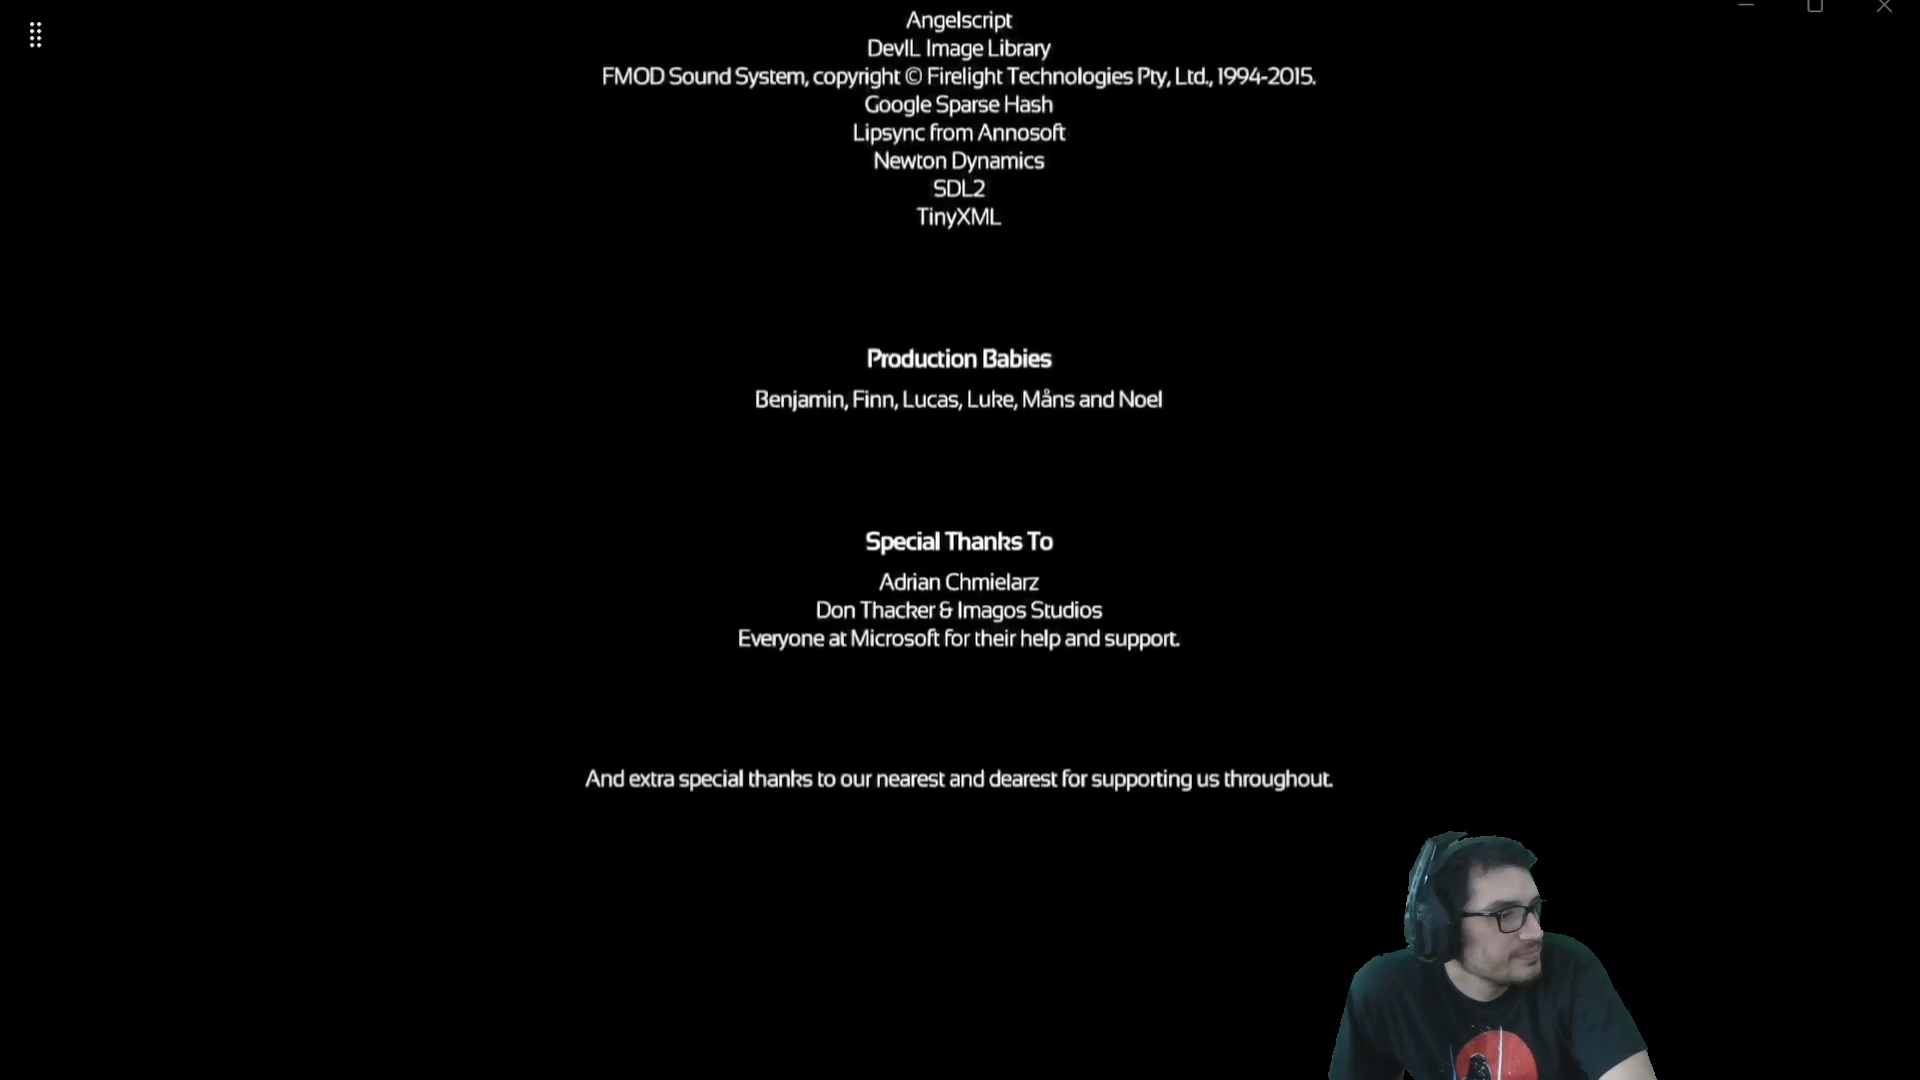 Angelscript
DevIL Image Library
FMOD Sound System, copyright © Firelight Technologies Pty, Ltd., 1994-2015.
Google Sparse Hash
Lipsync from Annosoft
Newton Dynamics
SDL2
TinyXML
Production Babies
Benjamin, Finn, Lucas, Luke, Måns and Noel
Special Thanks To
Adrian Chmielarz
Don Thacker & Imagos Studios
Everyone at Microsoft for their help and support.
And extra special thanks to our nearest and dearest for supporting us throughout.